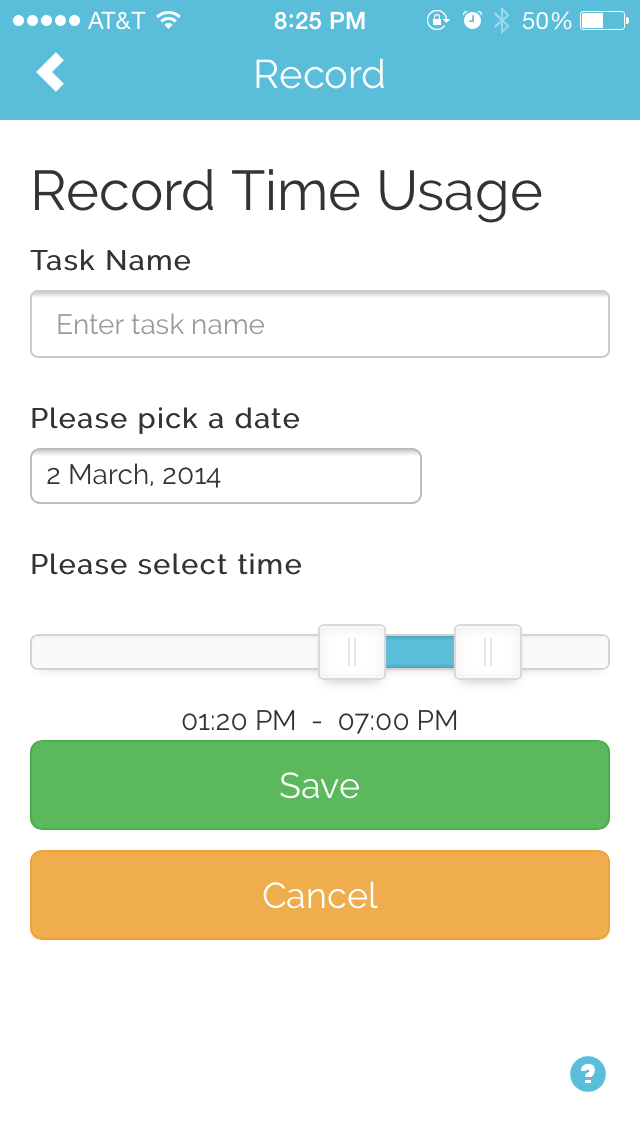 AT&T 8:25 PM 50%
Record
Record Time Usage
Task Name
Enter task name
Please pick a date
2 March, 2014
Please select time
01:20 PM - 07:00 PM
Save
Cancel
?